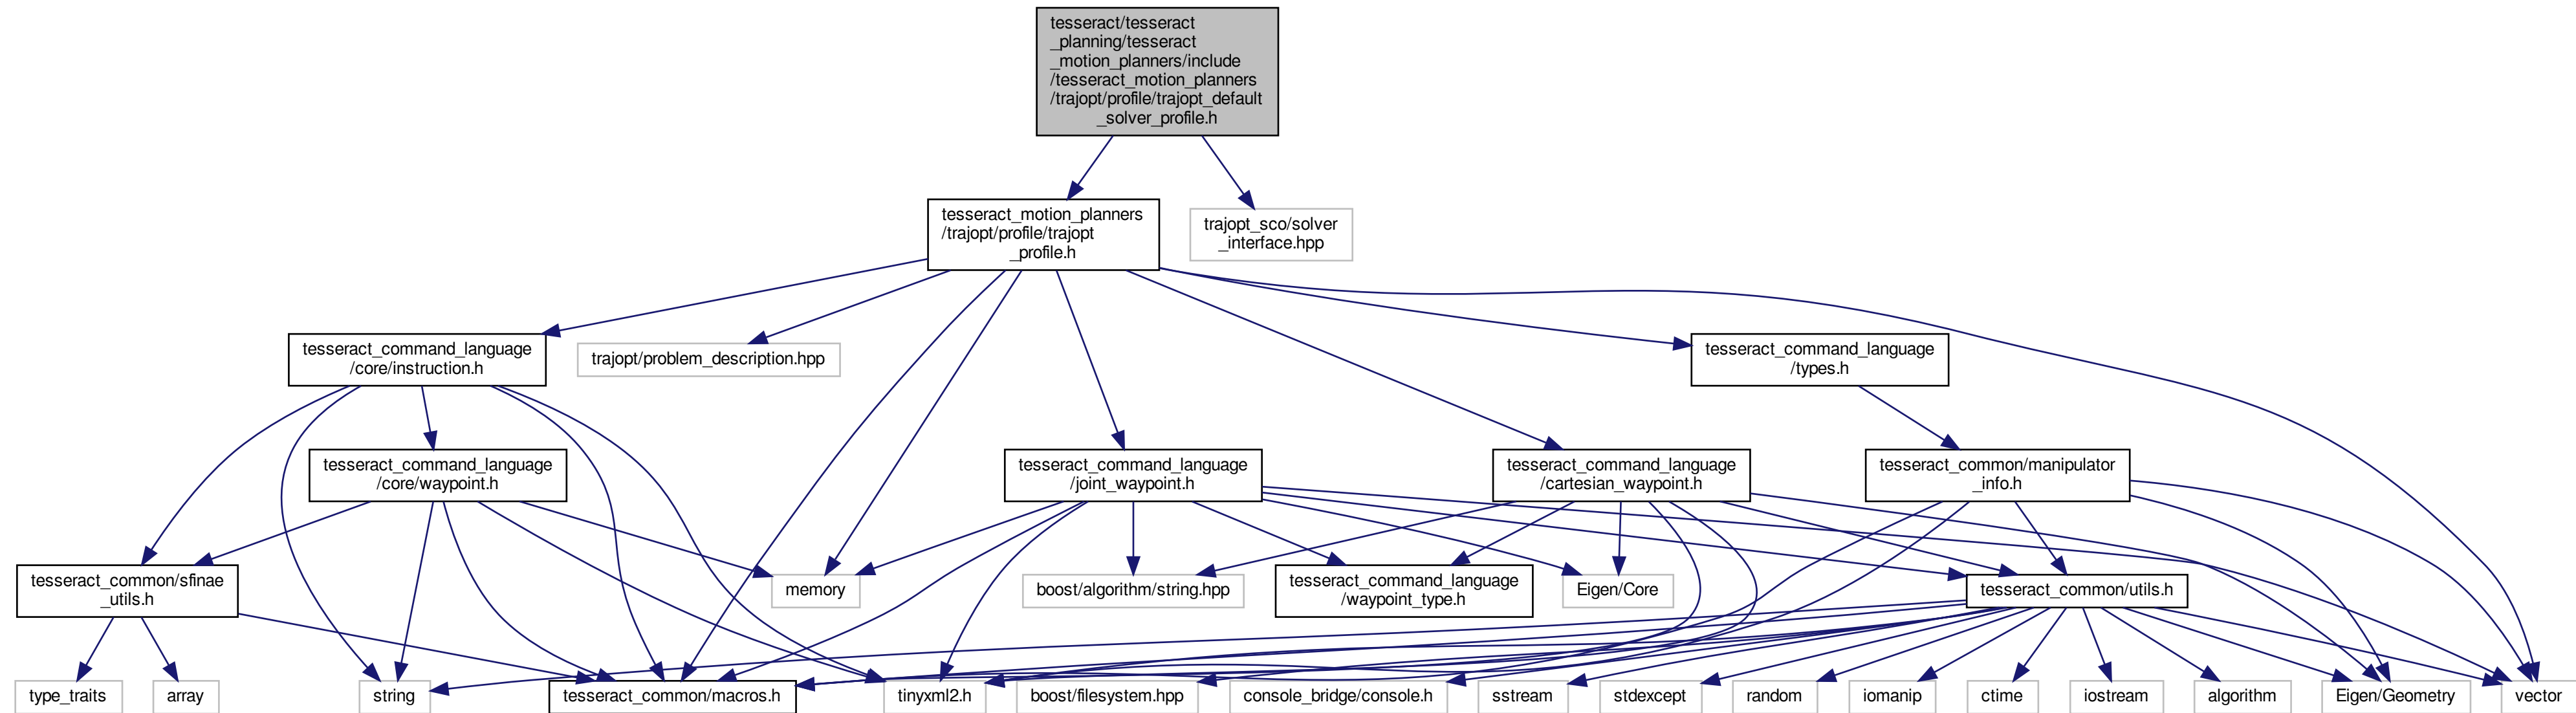 tesseract/tesseract
_planning/tesseract
_motion_planners/include
/tesseract_motion_planners
/trajopt/profile/trajopt_default
_solver_profile.h
tesseract_motion_planners
/trajopt/profile/trajopt
_profile.h
trajopt_sco/solver
_interface.hpp
tesseract_command_language
/core/instruction.h
trajopt/problem_description.hpp
tesseract_command_language
/types.h
tesseract_command_language
/core/waypoint.h
tesseract_command_language
/joint_waypoint.h
tesseract_command_language
/cartesian_waypoint.h
tesseract_common/manipulator
_info.h
tesseract_common/sfinae
_utils.h
memory
boost/algorithm/string.hpp
tesseract_command_language
/waypoint_type.h
Eigen/Core
tesseract_common/utils.h
type_traits
array
string
tesseract_common/macros.h
tinyxml2.h
boost/filesystem.hpp
console_bridge/console.h
sstream
stdexcept
random
iomanip
ctime
iostream
algorithm
Eigen/Geometry
vector